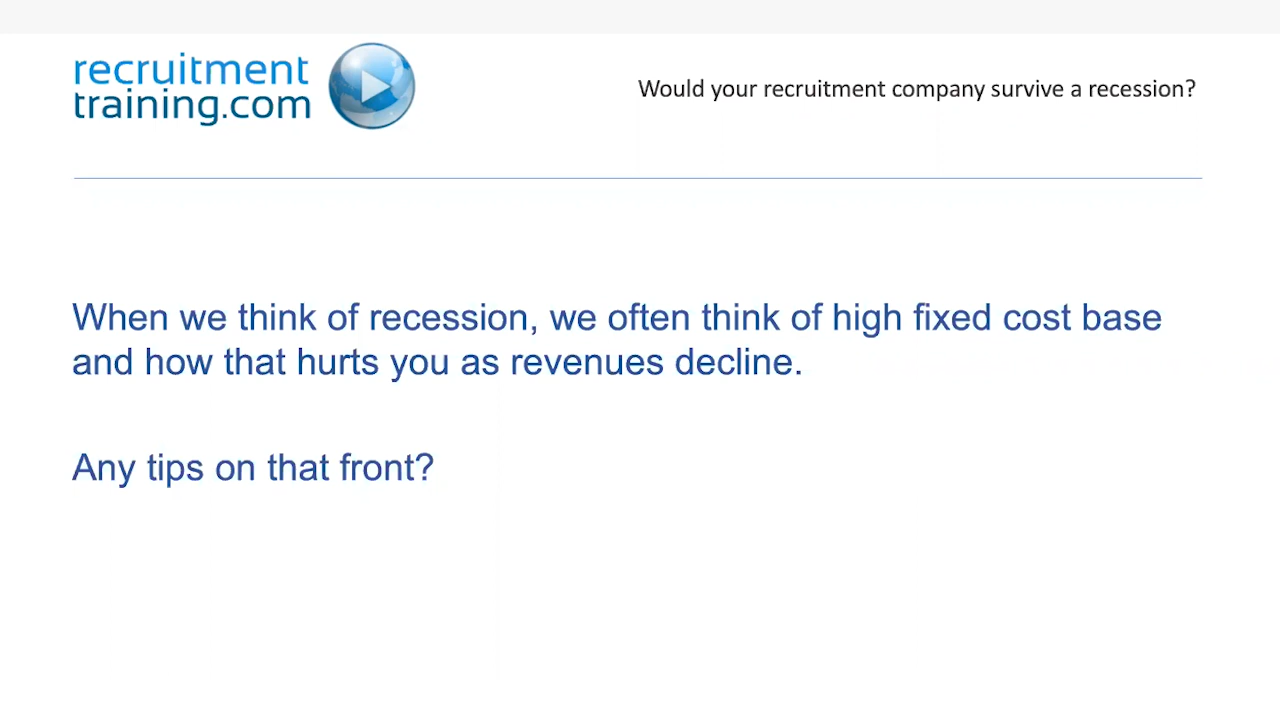 recruitment
training.com
Would your recruitment company survive a recession?
When we think of recession, we often think of high fixed cost base
and how that hurts you as revenues decline.
Any tips on that front?